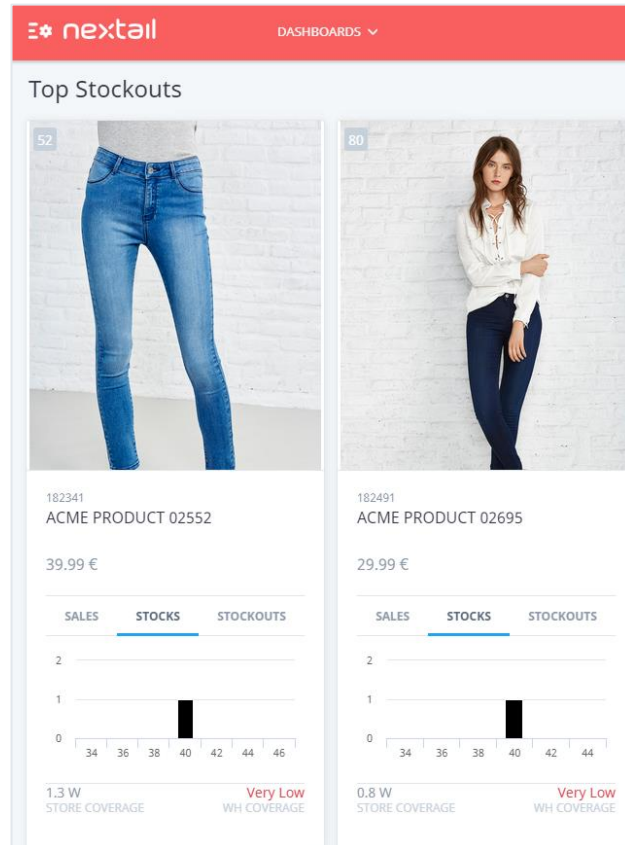 nextail
DASHBOARDS
Top Stockouts
52
182341
ACME PRODUCT 02552
39.99 €
SALES STOCKS STOCKOUTS
2
1
0
34 36 38 40 42 44 46
1.3 W Very Low
STORE COVERAGE WH COVERAGE
80
182491
ACME PRODUCT 02695
29.99 €
SALES STOCKS STOCKOUTS
2
1
0
34 36 38 40 42 44
0.8 W Very Low
STORE COVERAGE WH COVERAGE